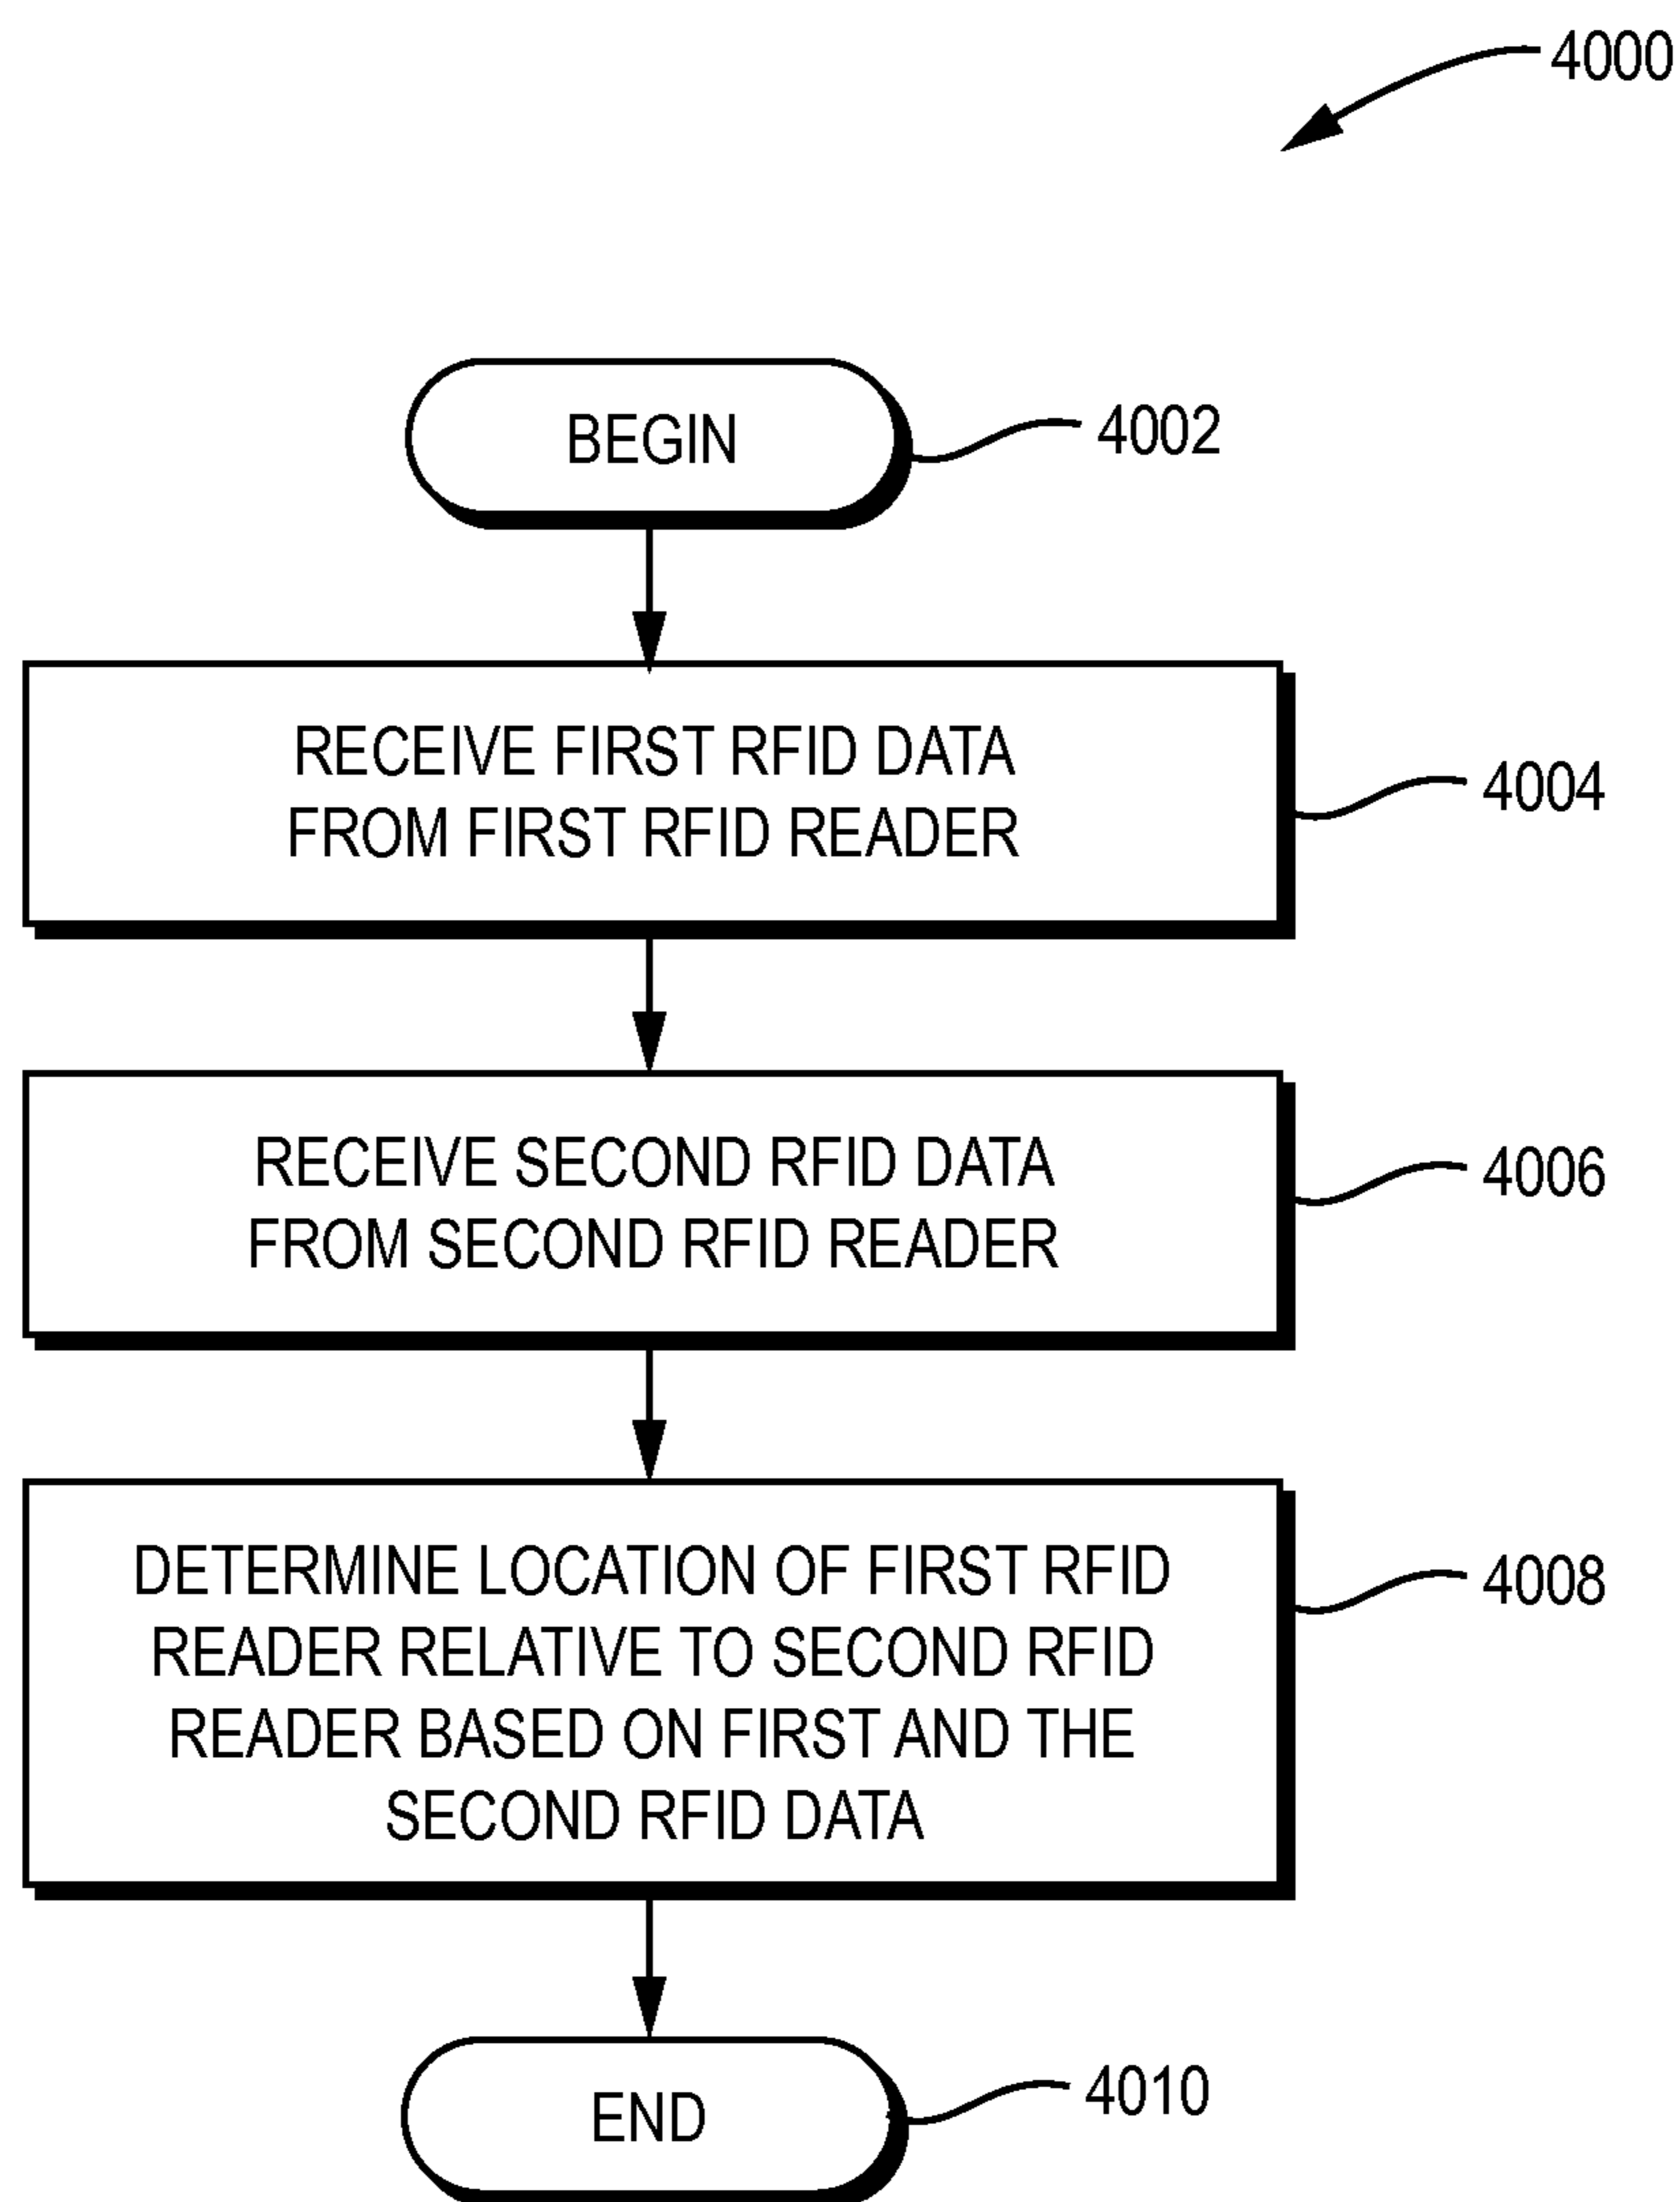 4000
BEGIN
4002
RECEIVE FIRST RFID DATA
FROM FIRST RFID READER
4004
RECEIVE SECOND RFID DATA
FROM SECOND RFID READER
4006
DETERMINE LOCATION OF FIRST RFID
READER RELATIVE TO SECOND RFID
READER BASED ON FIRST AND THE
SECOND RFID DATA
4008
END
4010